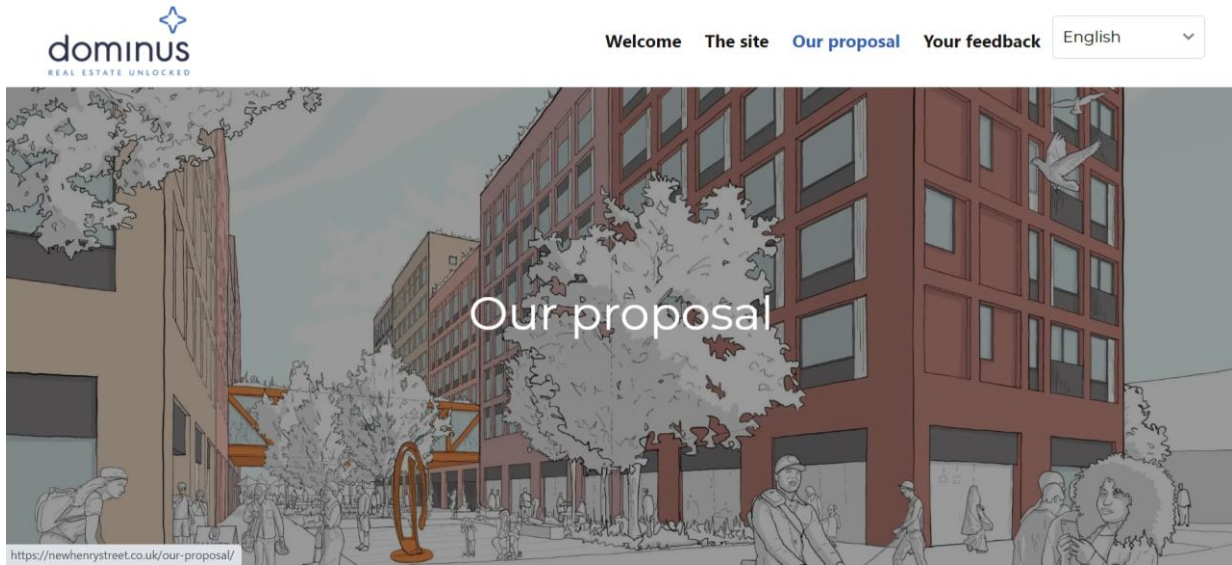 dominus
REAL ESTATE UNLOCKED
Welcome The site Our proposal Your feedback English
Our proposal
https://newhenrystreet.co.uk/our-proposal/